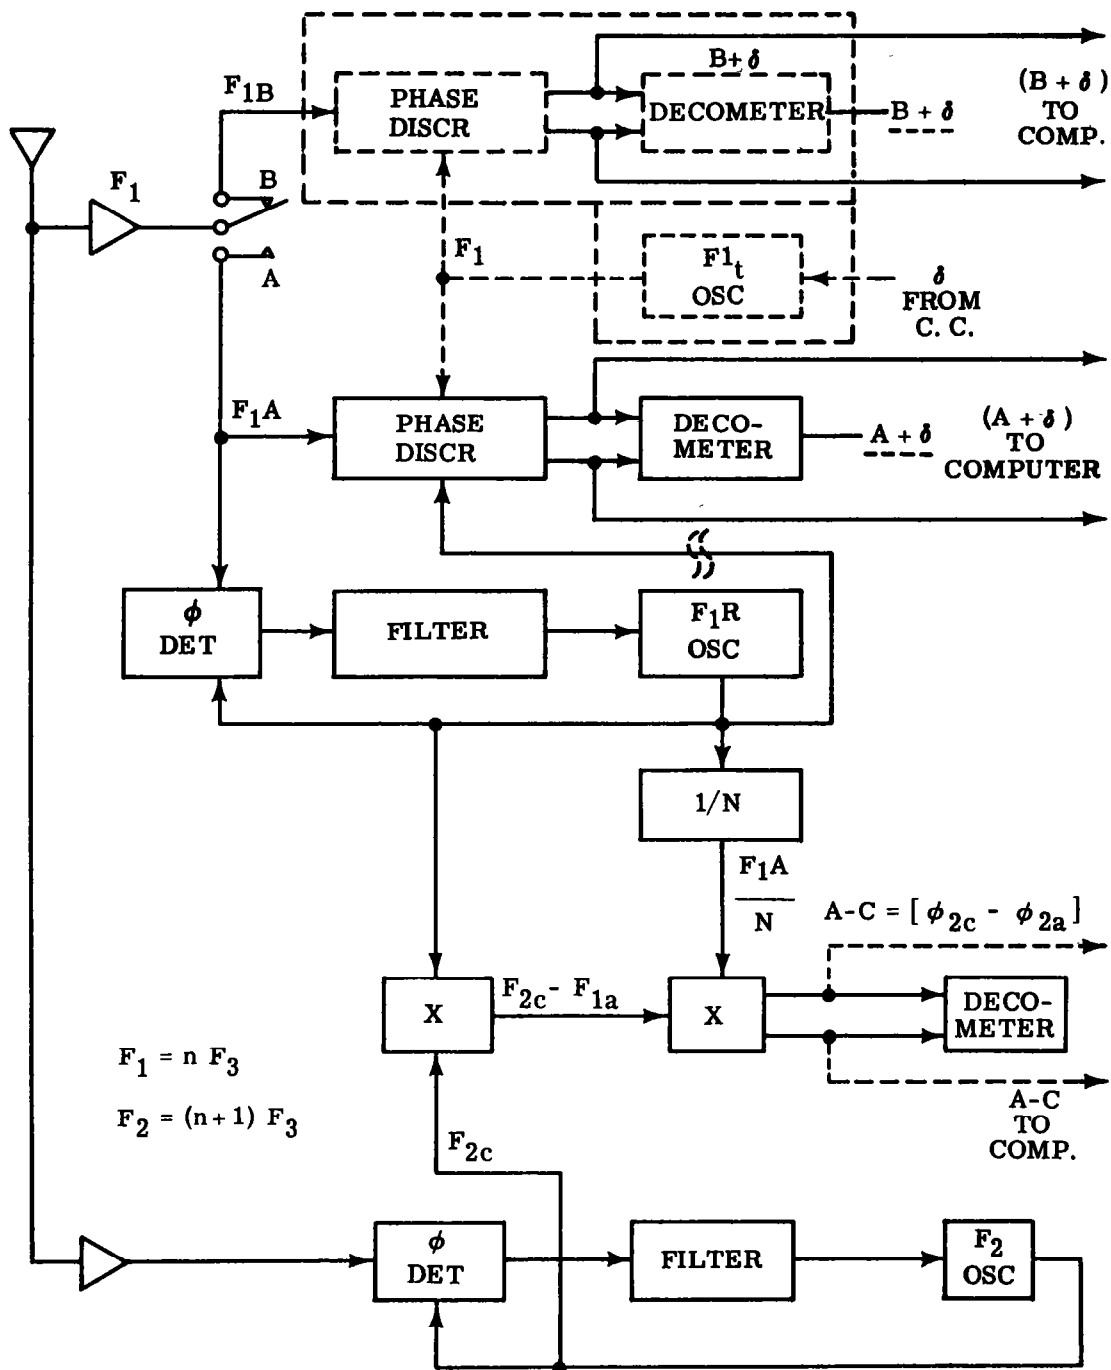 F1B
PHASE
DISCR
B+ δ
DECOMETER
B + δ
(B + δ)
TO
COMP.
F1
B
A
F1
F1t
OSC
δ
FROM
C. C.
F1A
PHASE
DISCR
DECO-
METER
A + δ
(A + δ)
TO
COMPUTER
ϕ
DET
FILTER
F1R
OSC
1/N
F1A
N
A-C = [ ϕ2c - ϕ2a ]
X
F2c - F1a
X
DECO-
METER
F1 = n F3
F2 = (n+1) F3
A-C
TO
COMP.
F2c
ϕ
DET
FILTER
F2
OSC